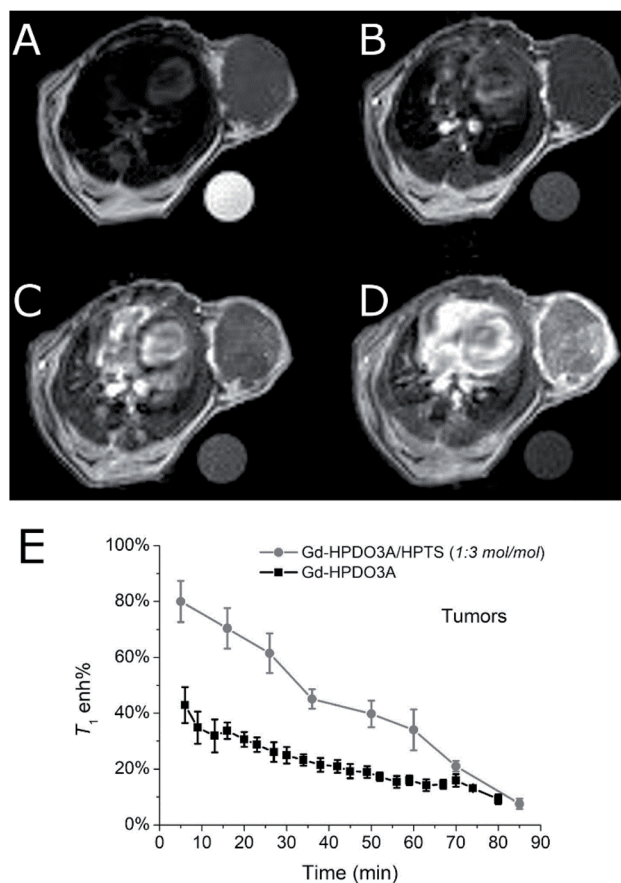 A
B
C
D
E
Gd-HPDO3A/HPTS (1:3 mol/mol)
Gd-HPDO3A
Tumors
T1 enh%
100%
80%
60%
40%
20%
0%
0 10 20 30 40 50 60 70 80 90
Time (min)